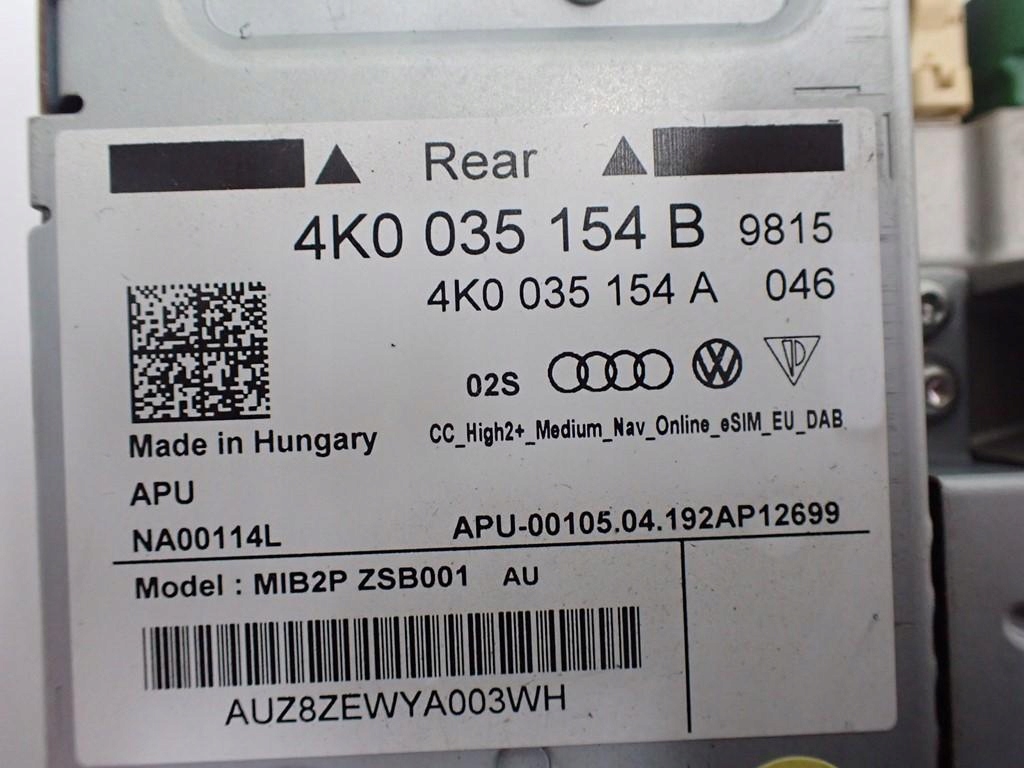 Rear
4K0 035 154 B 9815
4K0 035 154 A 046
02S
CC_High2+_Medium_Nav_Online_eSIM_EU_DAB
Made in Hungary
APU
NA00114L APU-00105.04.192AP12699
Model : MIB2P ZSB001 AU
AUZ8ZEWYA003WH